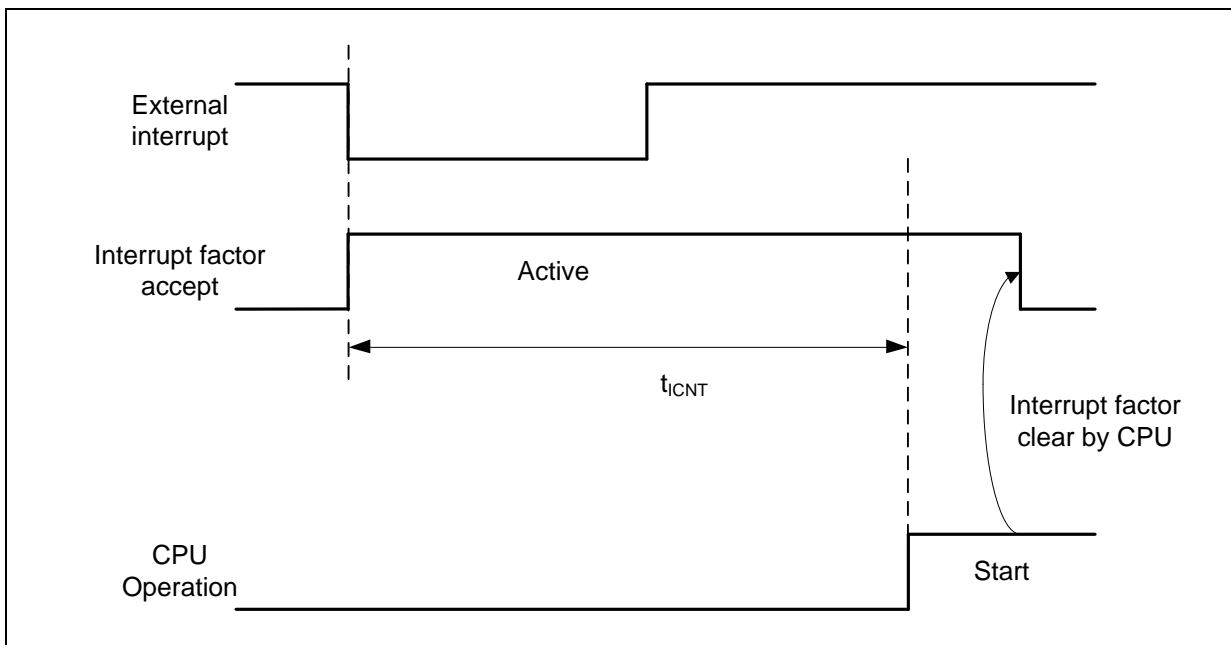 External
interrupt
Interrupt factor
accept
Active
tICNT
Interrupt factor
clear by CPU
CPU
Operation
Start